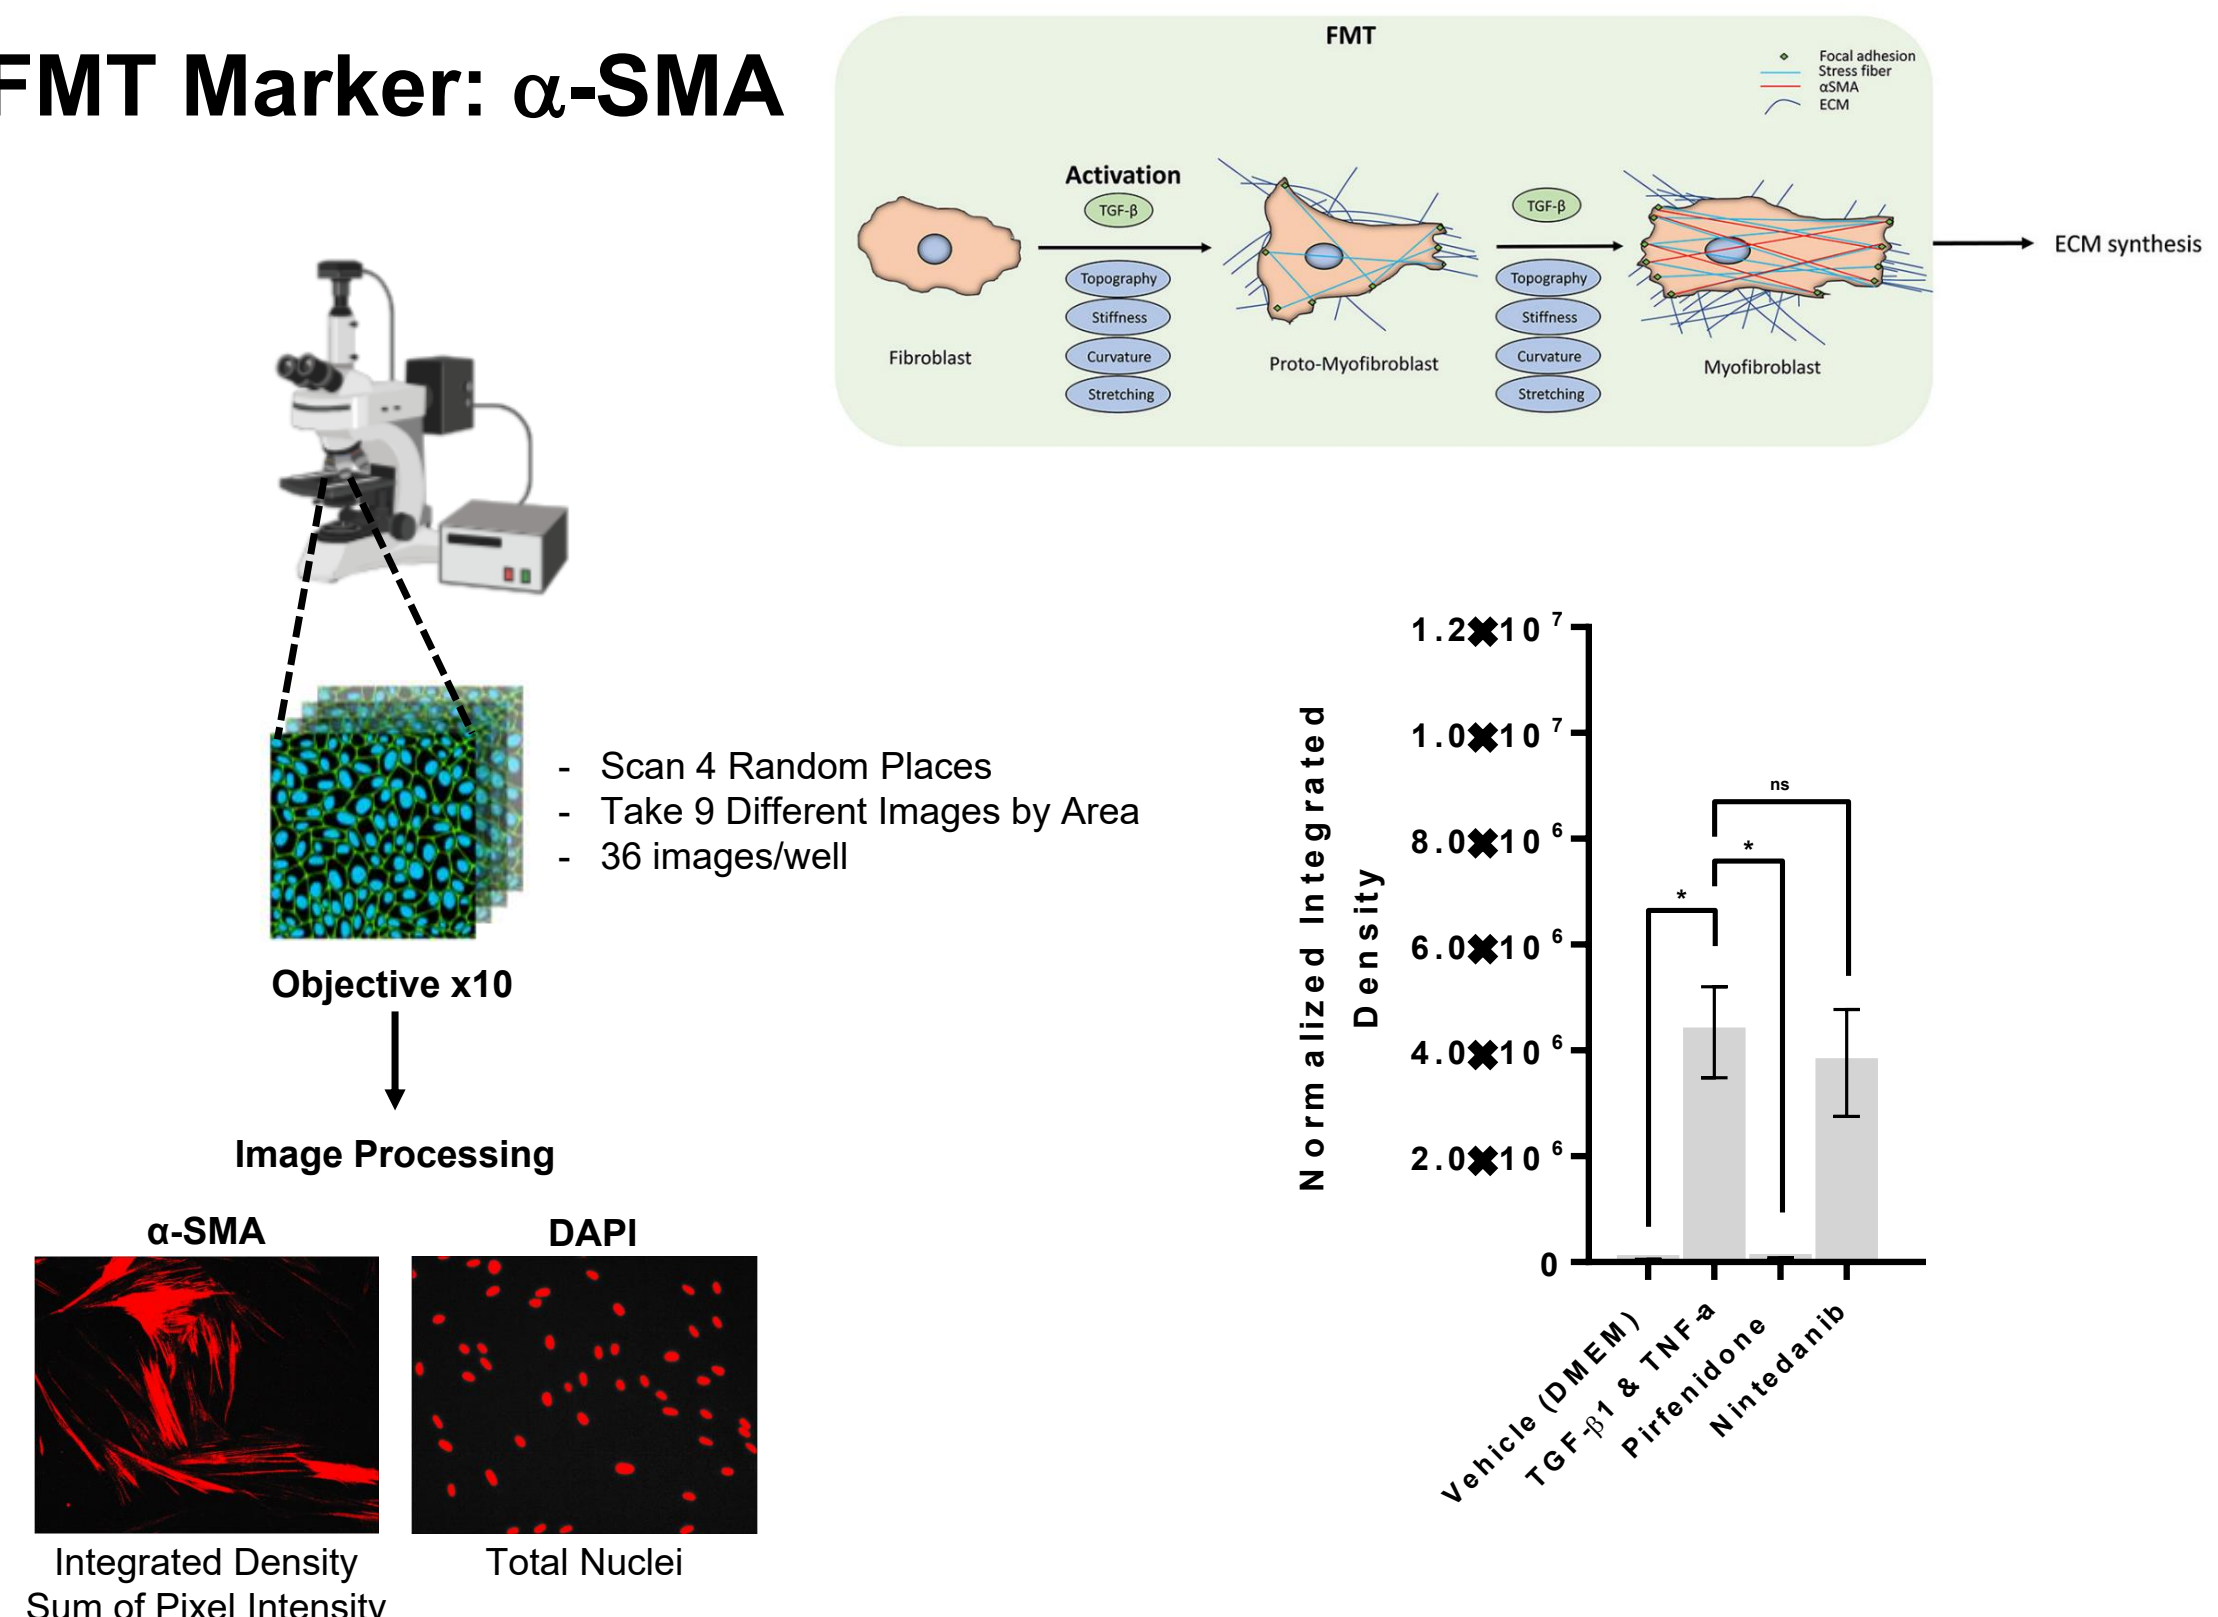 FMT Marker: α-SMA
FMT
Focal adhesion
Stress fiber
αSMA
ECM
Activation
TGF-β
Topography
Stiffness
Curvature
Stretching
TGF-β
Topography
Stiffness
Curvature
Stretching
Fibroblast
Proto-Myofibroblast
Myofibroblast
ECM synthesis
- Scan 4 Random Places
- Take 9 Different Images by Area
- 36 images/well
Objective x10
Image Processing
α-SMA
DAPI
Integrated Density
Sum of Pixel Intensity
Total Nuclei
Normalized Integrated
Density
1.2✖10⁷
1.0✖10⁷
8.0✖10⁶
6.0✖10⁶
4.0✖10⁶
2.0✖10⁶
0
ns
*
*
Vehicle (DMEM)
TGF-β1 & TNF-a
Pirfenidone
Nintedanib